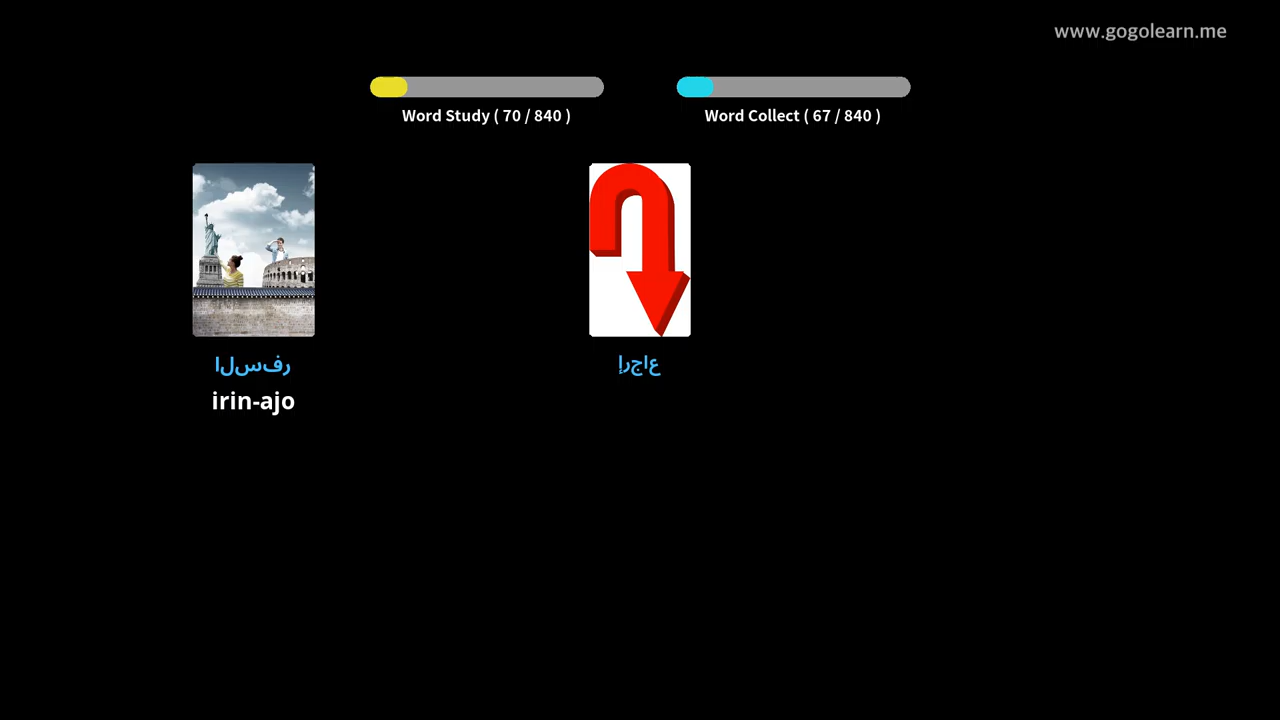 www.gogolearn.me
Word Study ( 70 / 840 )
Word Collect ( 67 / 840 )
السفر
irin-ajo
إرجاع